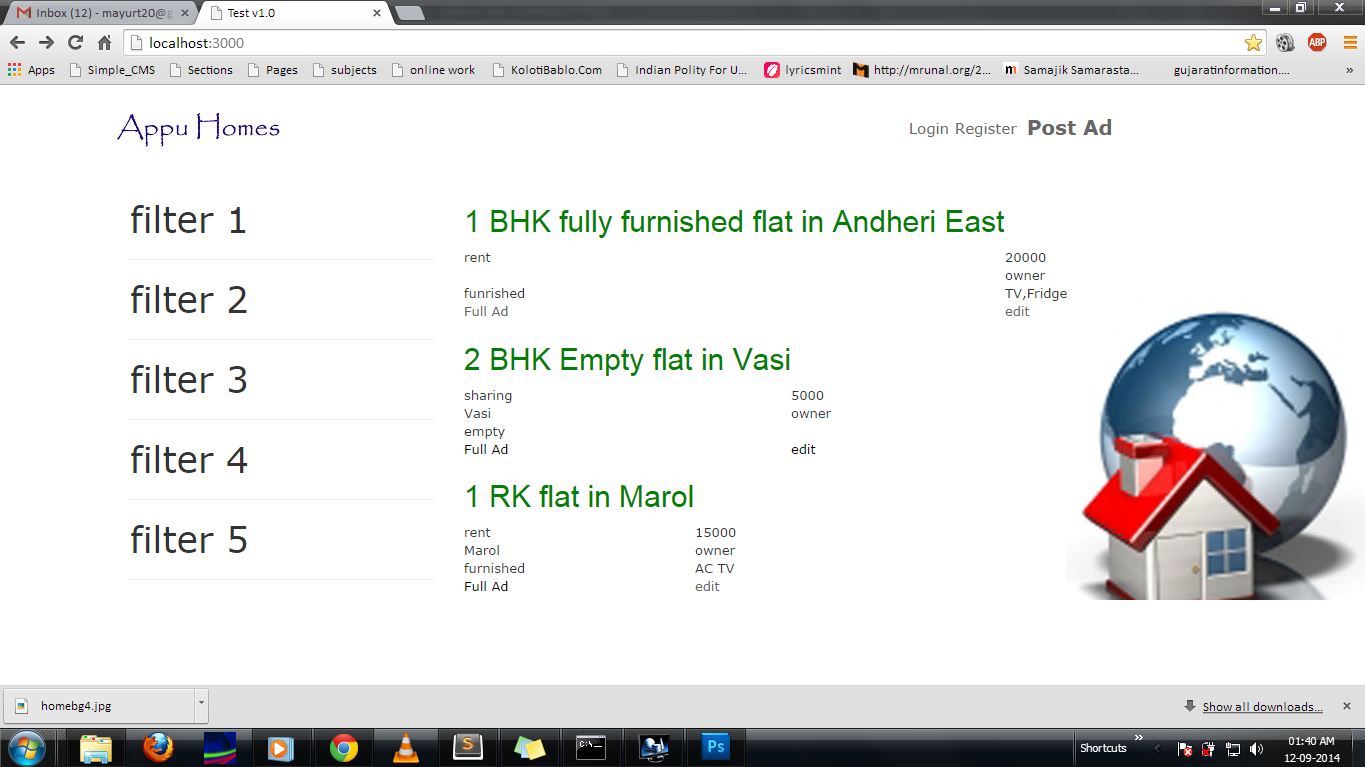 Inbox (12) - mayurt20@g
Test v1.0
localhost:3000
ABP
Apps Simple_CMS Sections Pages subjects online work KolotiBablo.Com Indian Polity For U... lyricsmint http://mrunal.org/2... m Samajik Samarasta... gujaratinformation.... »
Appu Homes
Login Register Post Ad
filter 1
filter 2
filter 3
filter 4
filter 5
1 BHK fully furnished flat in Andheri East
rent 20000
owner
funrished TV,Fridge
Full Ad edit
2 BHK Empty flat in Vasi
sharing 5000
Vasi owner
empty
Full Ad edit
1 RK flat in Marol
rent 15000
Marol owner
furnished AC TV
Full Ad edit
homebg4.jpg
Show all downloads...
S
C:\_
Ps
Shortcuts »
01:40 AM
12-09-2014